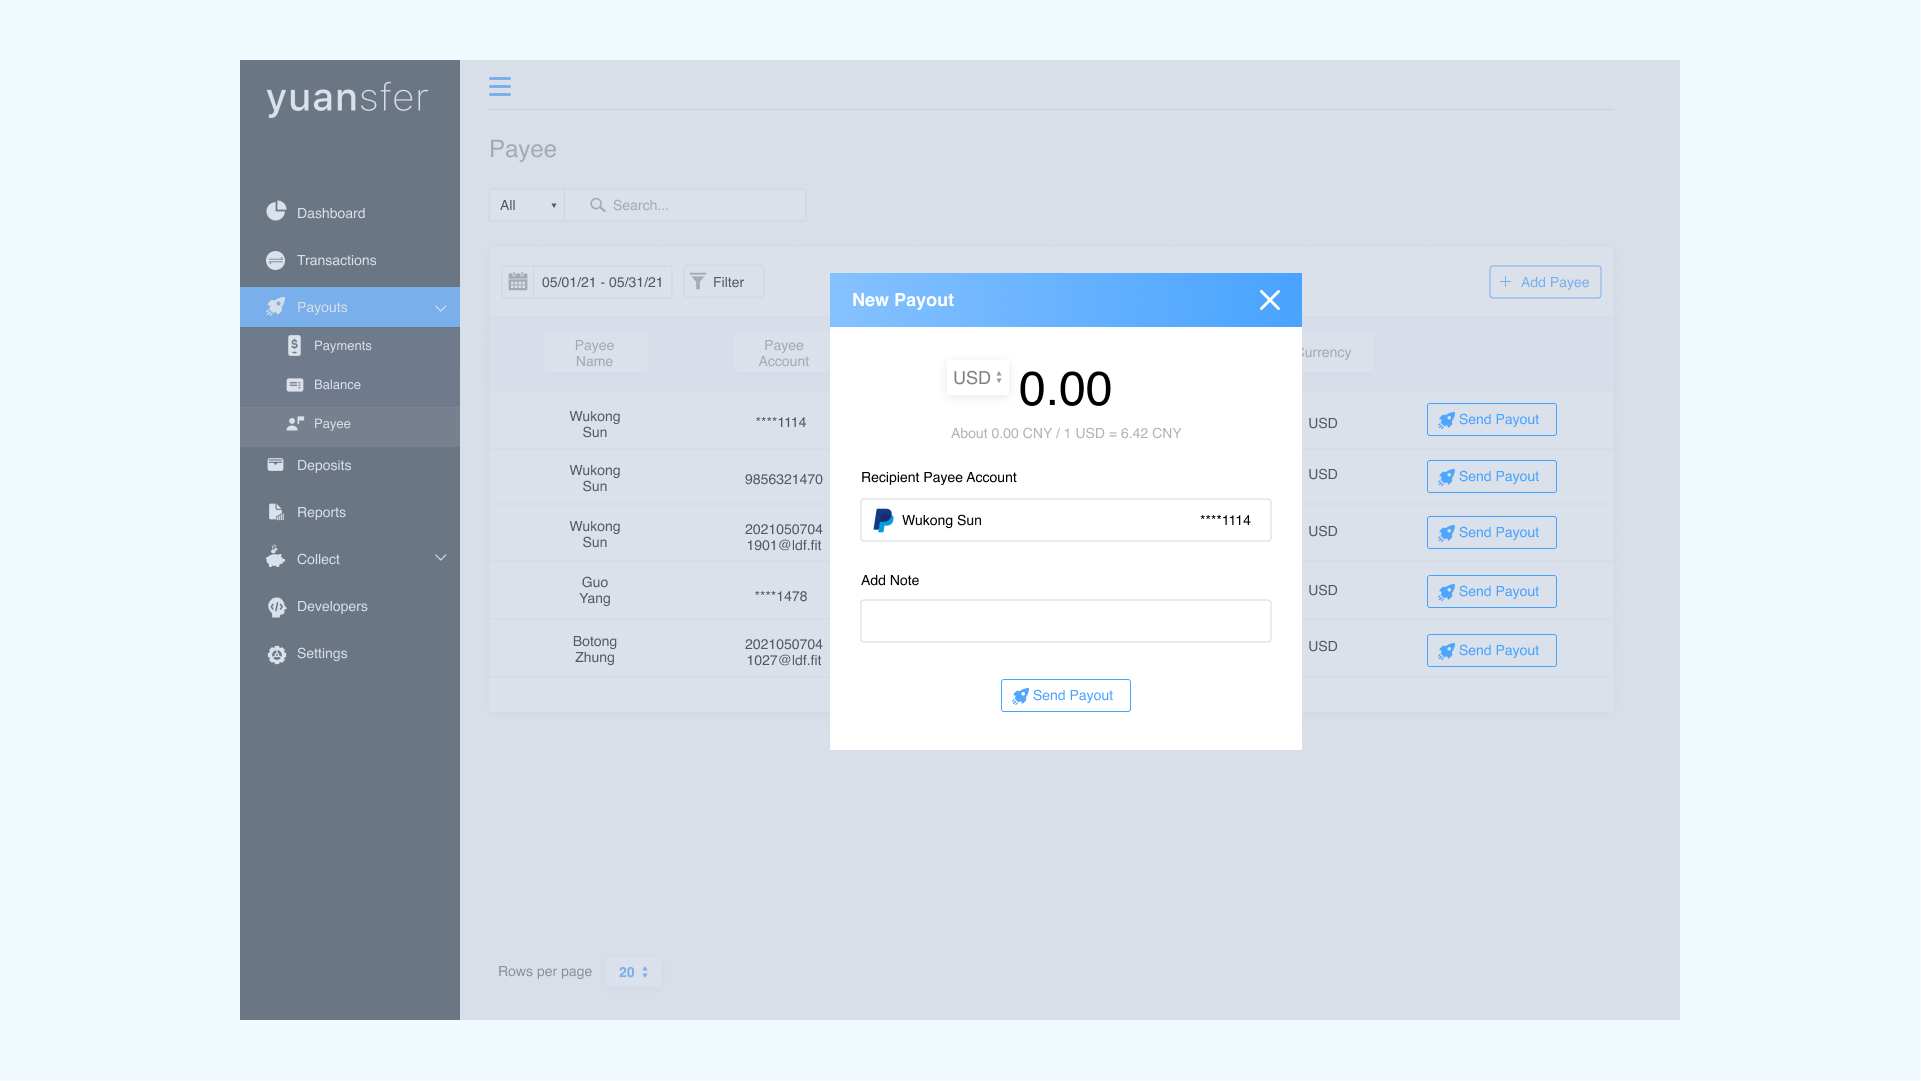 yuansfer
Dashboard
Transactions
Payouts
Payments
Balance
Payee
Deposits
Reports
Collect
Developers
Settings
Payee
All
Search...
05/01/21 - 05/31/21
Filter
+ Add Payee
Payee
Name
Payee
Account
Currency
Wukong
Sun
****1114
USD
Send Payout
Wukong
Sun
9856321470
USD
Send Payout
Wukong
Sun
2021050704
1901@ldf.fit
USD
Send Payout
Guo
Yang
****1478
USD
Send Payout
Botong
Zhung
2021050704
1027@ldf.fit
USD
Send Payout
Rows per page 20
New Payout
USD 0.00
About 0.00 CNY / 1 USD = 6.42 CNY
Recipient Payee Account
Wukong Sun ****1114
Add Note
Send Payout